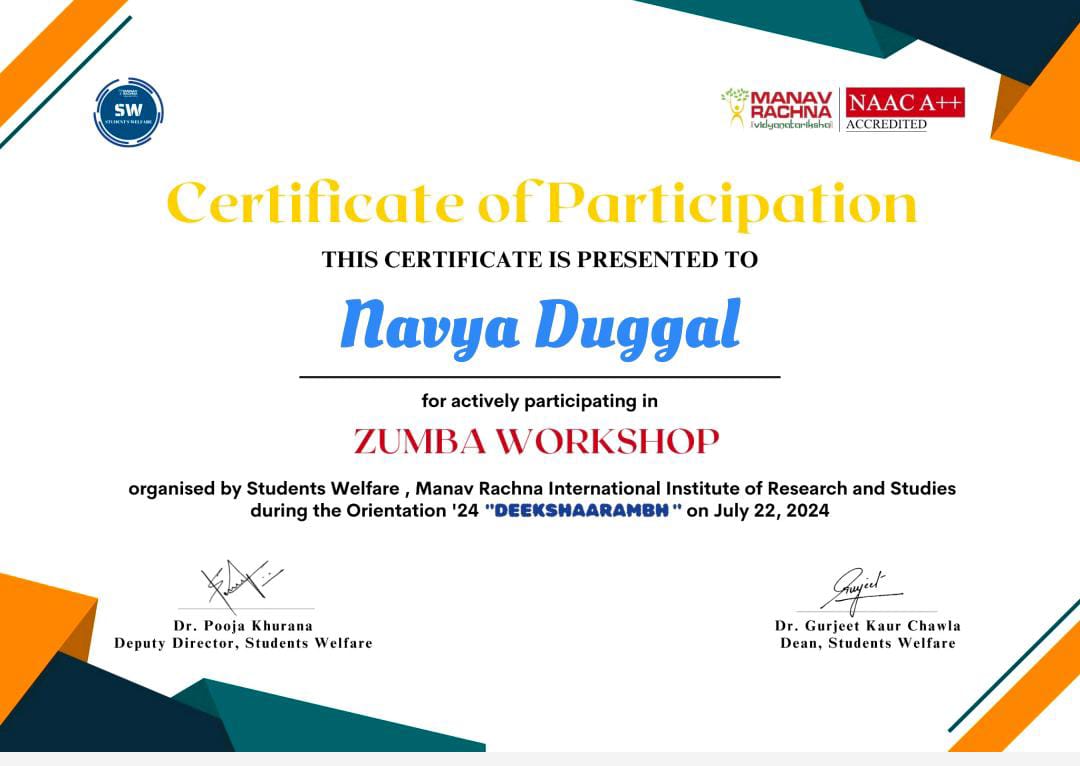 SW
STUDENT'S WELFARE
MANAV
RACHNA
vidyanatariksha
NAAC A++
ACCREDITED
Certificate of Participation
THIS CERTIFICATE IS PRESENTED TO
Navya Duggal
for actively participating in
ZUMBA WORKSHOP
organised by Students Welfare , Manav Rachna International Institute of Research and Studies
during the Orientation '24 "DEEKSHAARAMBH" on July 22, 2024
Dr. Pooja Khurana
Deputy Director, Students Welfare
Gurjeet
Dr. Gurjeet Kaur Chawla
Dean, Students Welfare